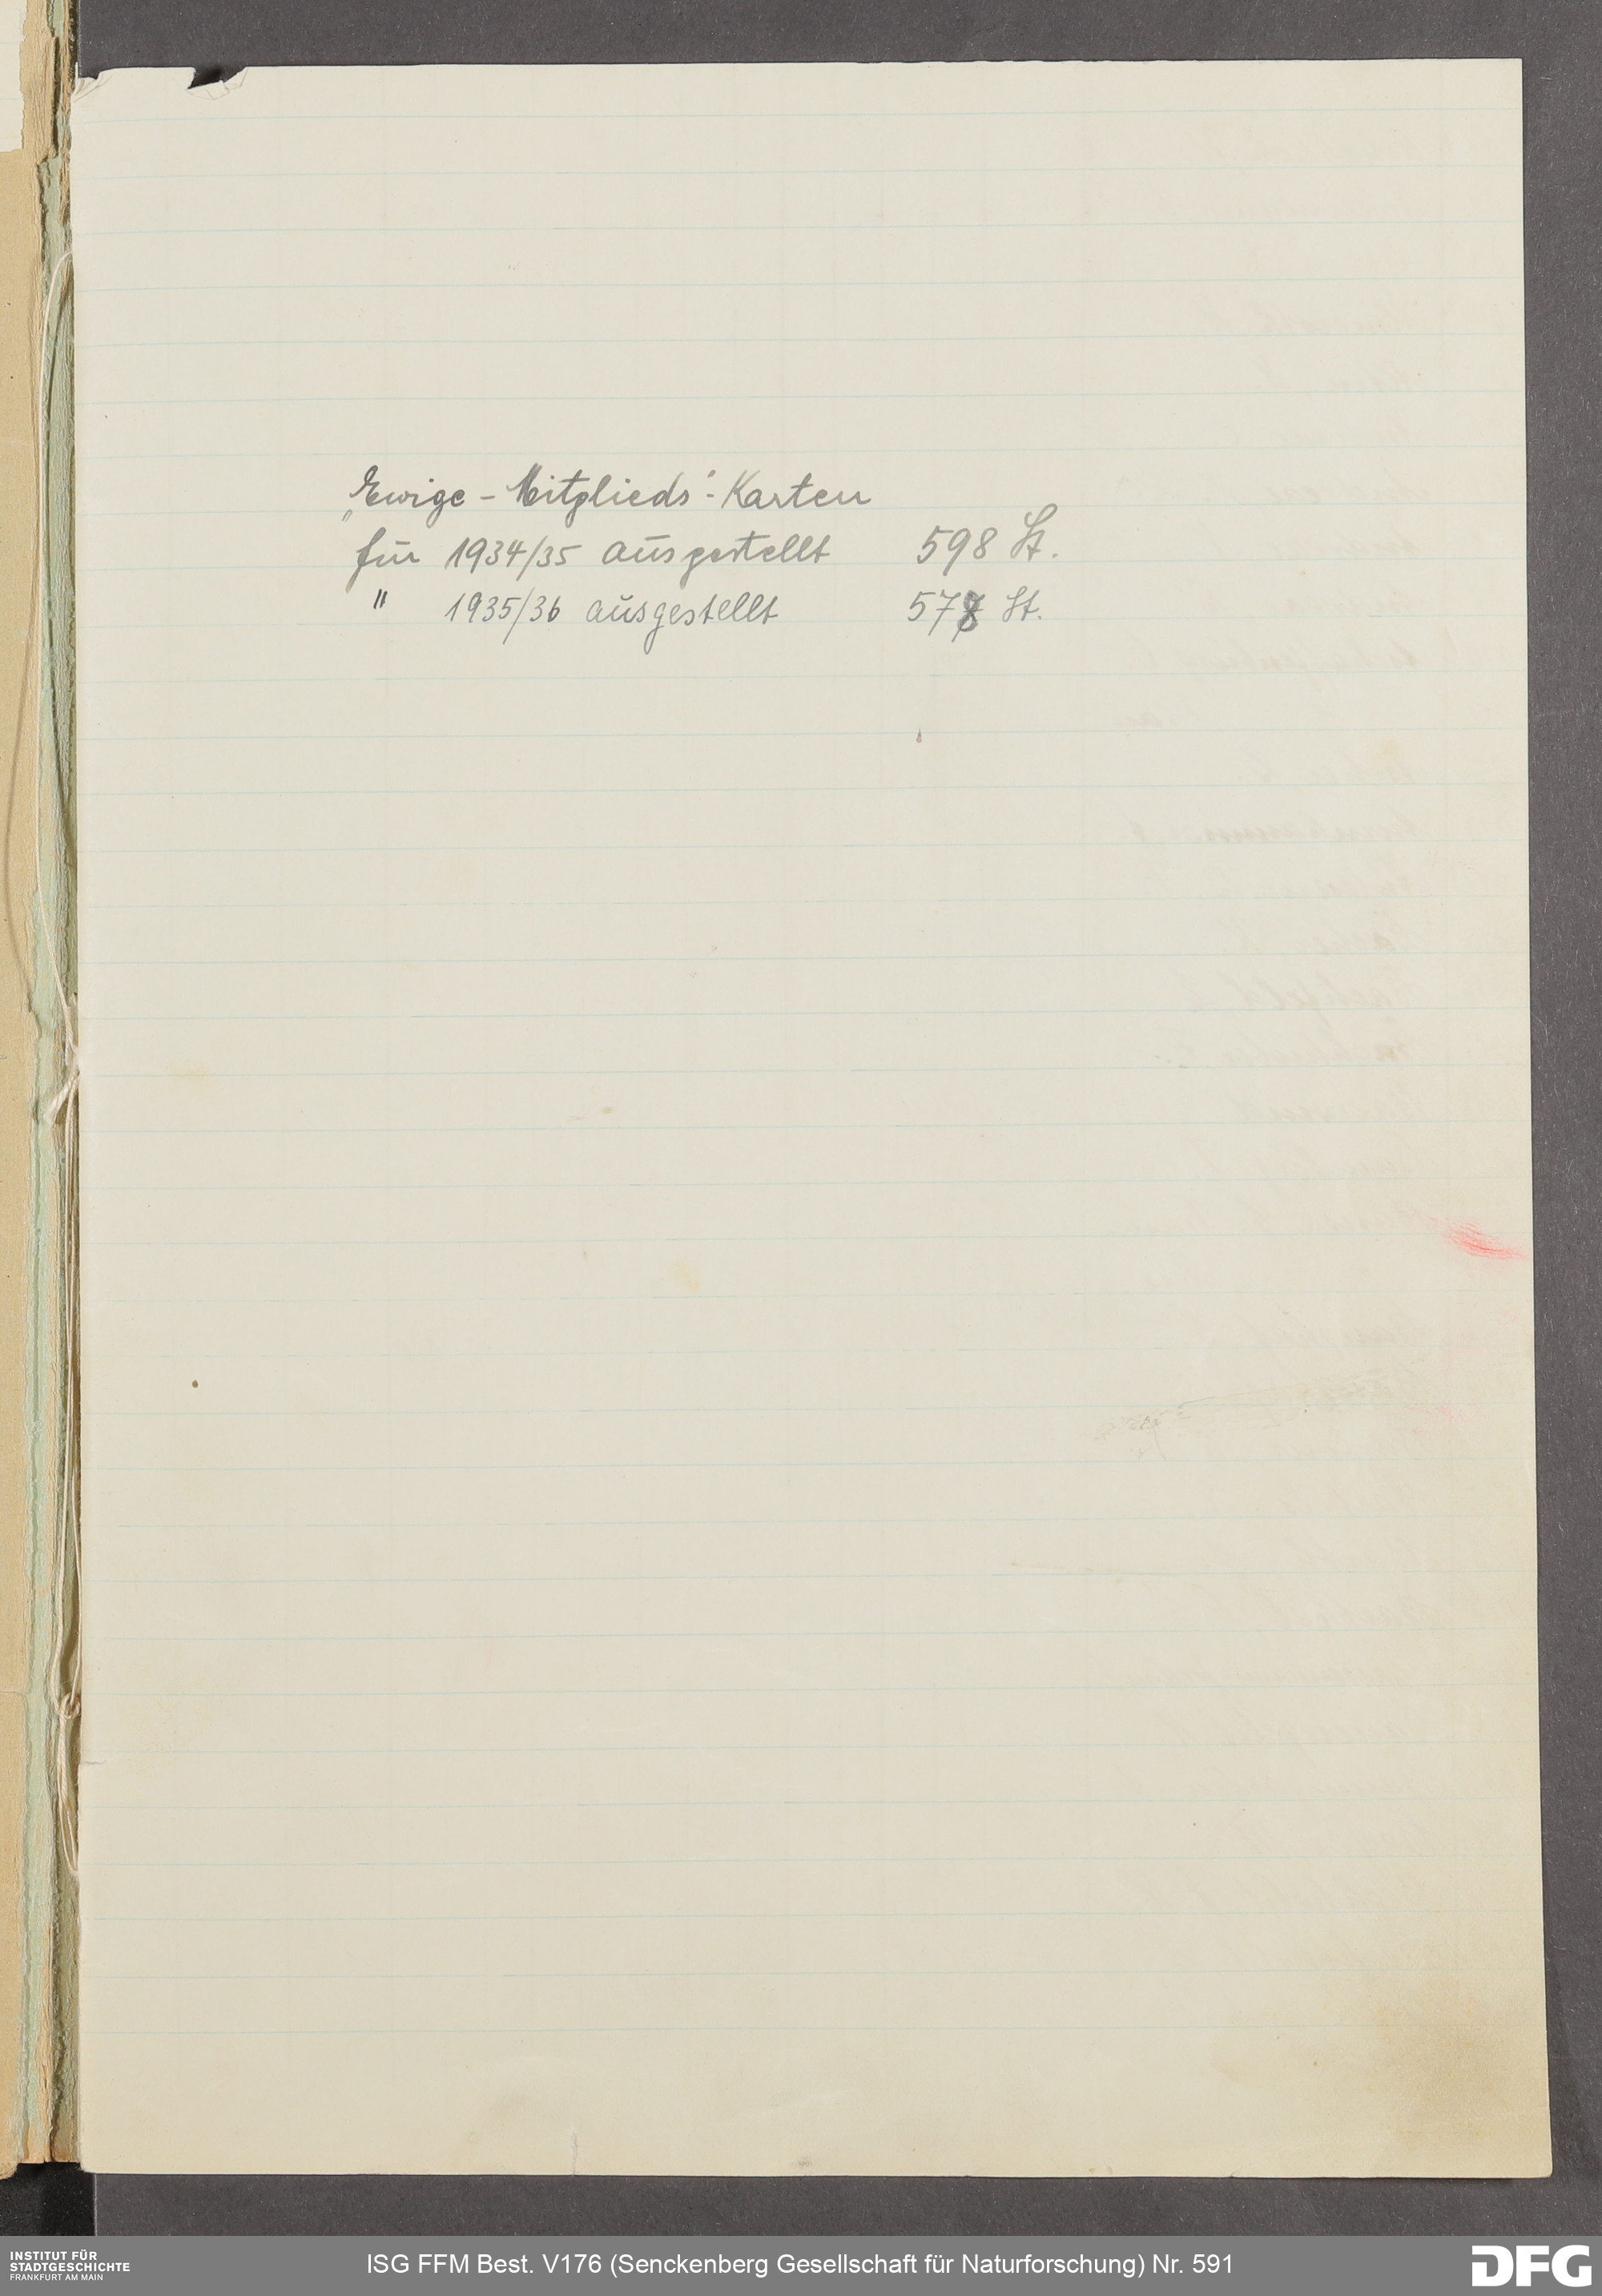 „Ewige-Mitglieds"-Karten
für 1934/35 ausgestellt 598 St.
" 1935/36 ausgestellt 578 St.
INSTITUT FÜR
STADTGESCHICHTE
FRANKFURT AM MAIN
ISG FFM Best. V176 (Senckenberg Gesellschaft für Naturforschung) Nr. 591
DFG